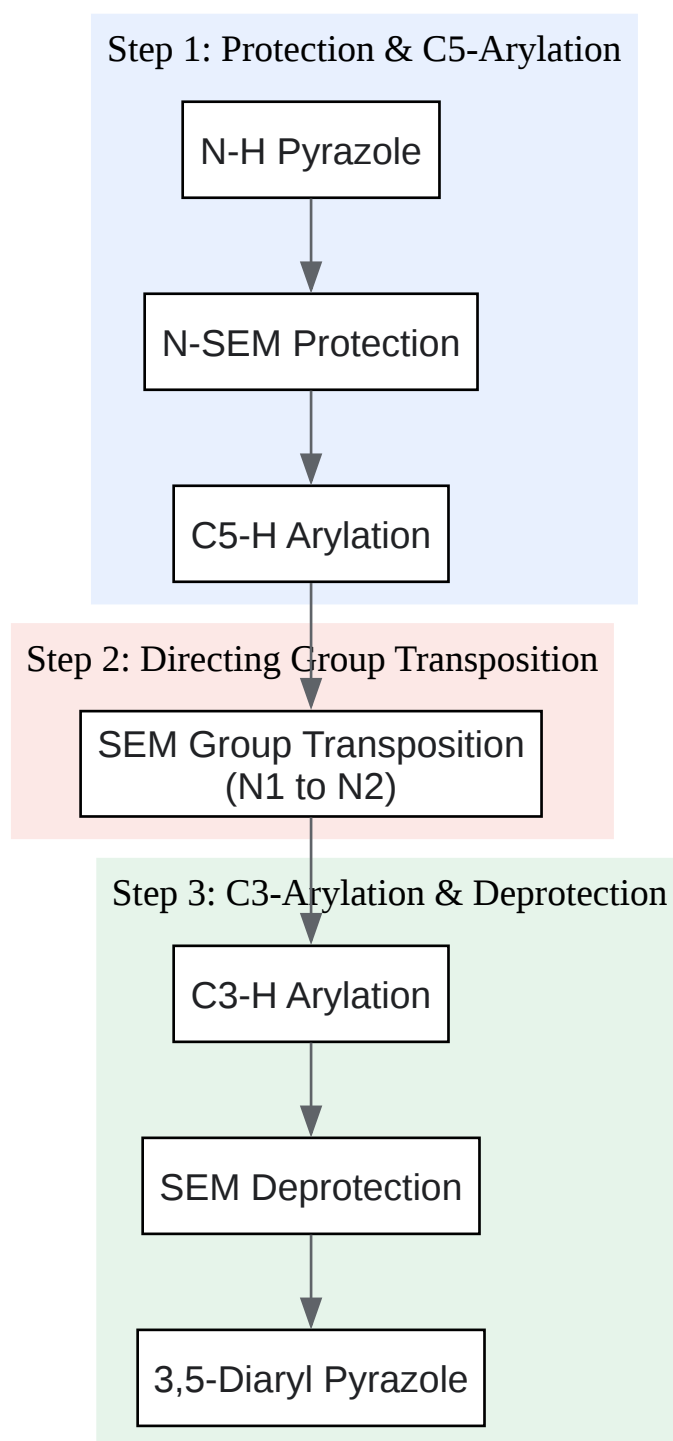 Step 1: Protection & C5-Arylation
N-H Pyrazole
N-SEM Protection
C5-H Arylation
Step 2: Directing Group Transposition
SEM Group Transposition
(N1 to N2)
Step 3: C3-Arylation & Deprotection
C3-H Arylation
SEM Deprotection
3,5-Diaryl Pyrazole